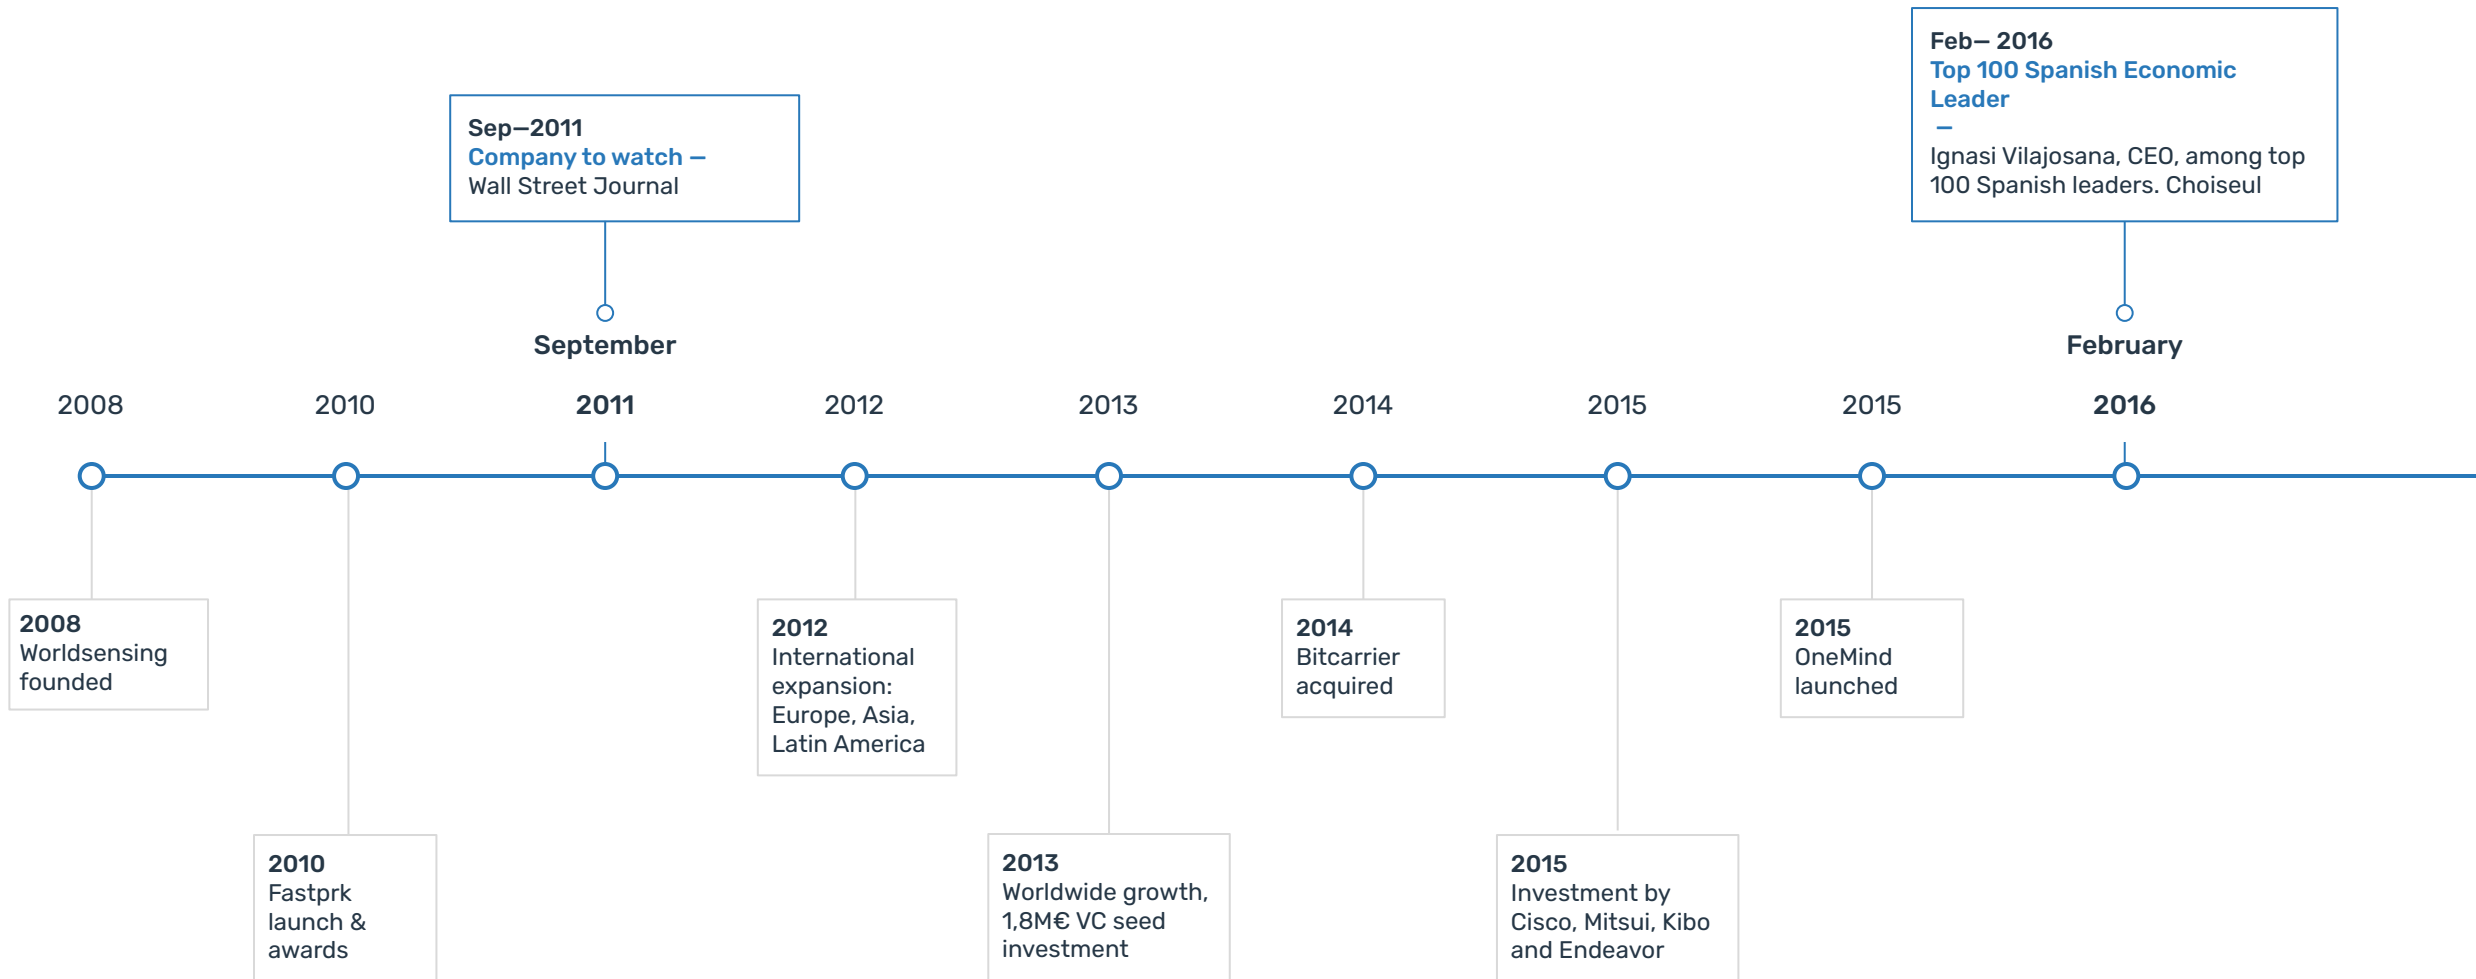 Feb– 2016
Top 100 Spanish Economic
Leader
–
Ignasi Vilajosana, CEO, among top
100 Spanish leaders. Choiseul
Sep–2011
Company to watch –
Wall Street Journal
September
February
2008
2010
2011
2012
2013
2014
2015
2015
2016
2008
Worldsensing
founded
2012
International
expansion:
Europe, Asia,
Latin America
2014
Bitcarrier
acquired
2015
OneMind
launched
2010
Fastprk
launch &
awards
2013
Worldwide growth,
1,8M€ VC seed
investment
2015
Investment by
Cisco, Mitsui, Kibo
and Endeavor